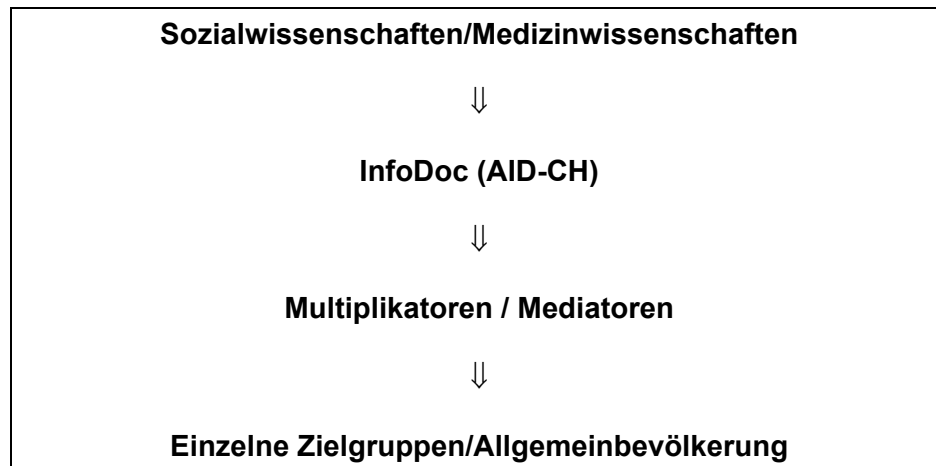 Sozialwissenschaften/Medizinwissenschaften
⇓
InfoDoc (AID-CH)
⇓
Multiplikatoren / Mediatoren
⇓
Einzelne Zielgruppen/Allgemeinbevölkerung